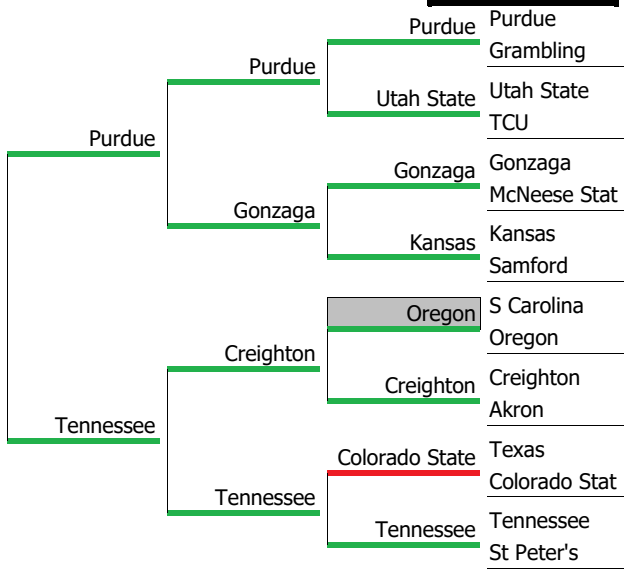 Purdue
Purdue
Grambling
Purdue
Utah State
Utah State
TCU
Purdue
Gonzaga
Gonzaga
McNeese Stat
Gonzaga
Kansas
Kansas
Samford
Oregon
S Carolina
Oregon
Creighton
Creighton
Creighton
Akron
Tennessee
Colorado State
Texas
Colorado Stat
Tennessee
Tennessee
Tennessee
St Peter's